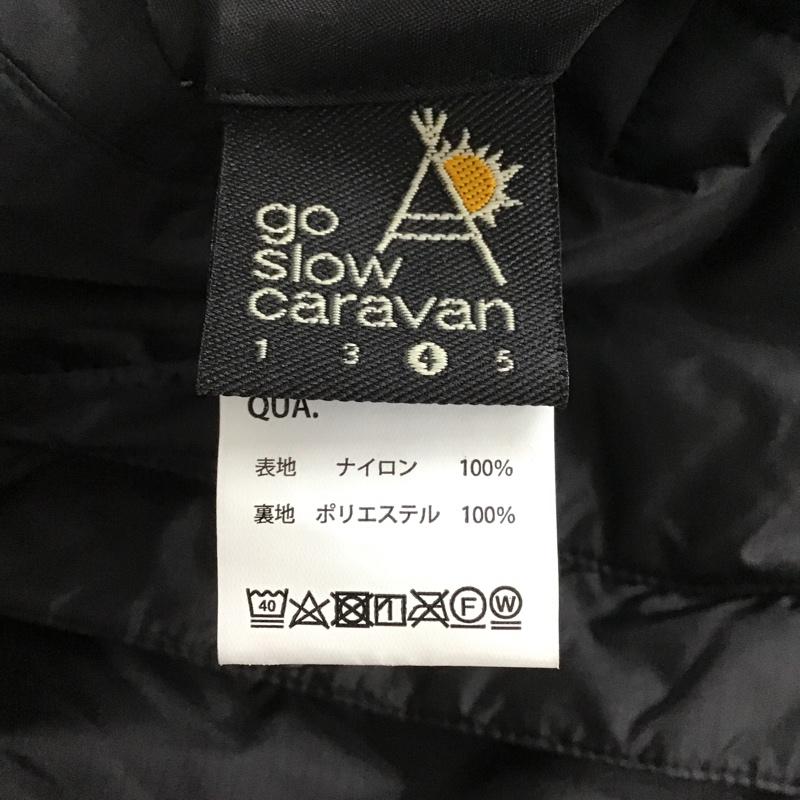 go
slow
caravan
1 3 4 5
QUA.
表地 ナイロン 100%
裏地 ポリエステル 100%
40 F W